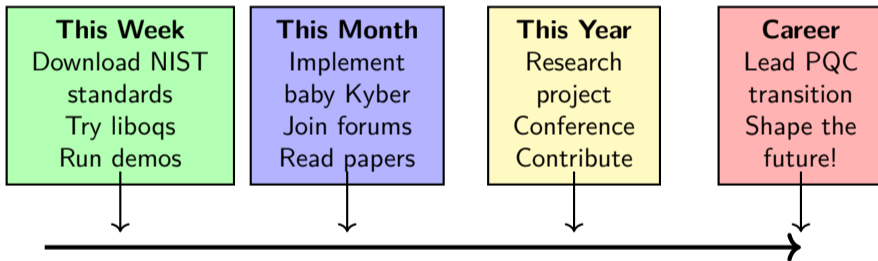 This Week
Download NIST
standards
Try liboqs
Run demos
This Month
Implement
baby Kyber
Join forums
Read papers
This Year
Research
project
Conference
Contribute
Career
Lead PQC
transition
Shape the
future!